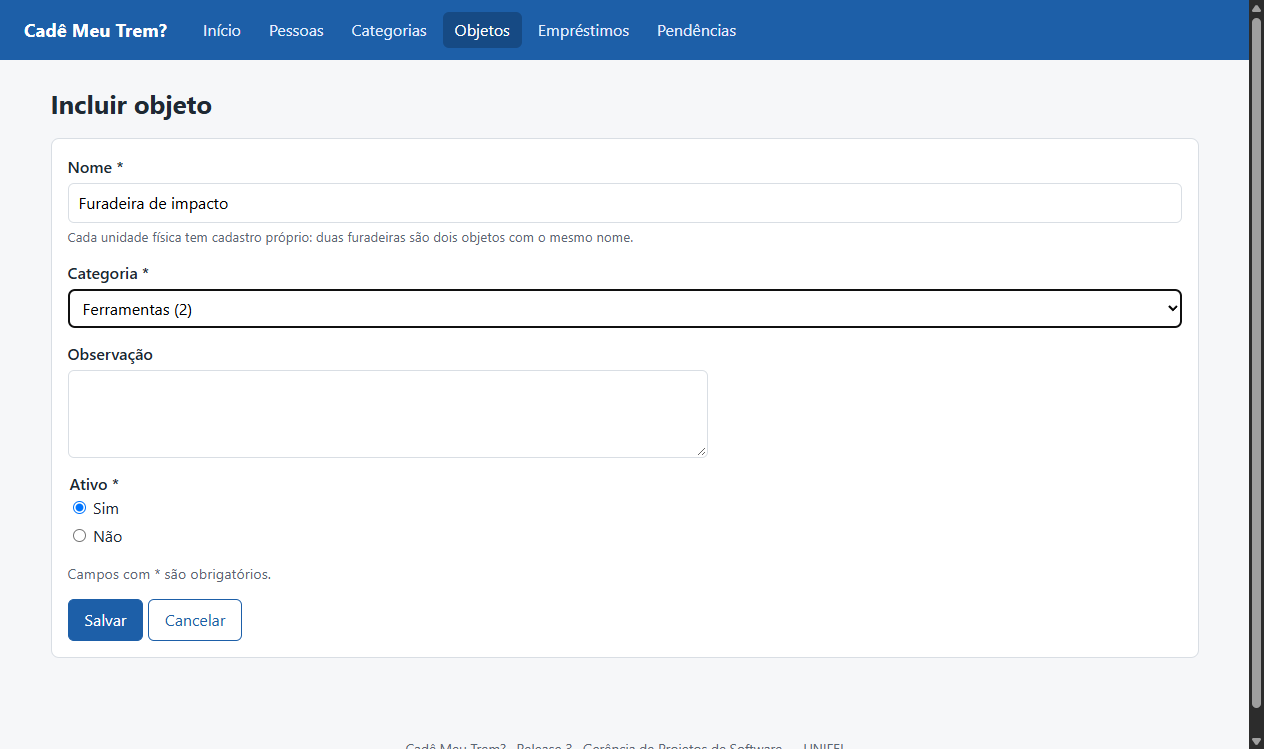 Cadê Meu Trem? Início Pessoas Categorias Objetos Empréstimos Pendências
Incluir objeto
Nome *
Furadeira de impacto
Cada unidade física tem cadastro próprio: duas furadeiras são dois objetos com o mesmo nome.
Categoria *
Ferramentas (2)
Observação
Ativo *
Sim
Não
Campos com * são obrigatórios.
Salvar Cancelar
Cadê Meu Trem? Release 3 Gerência de Projetos de Software — UNIFEI